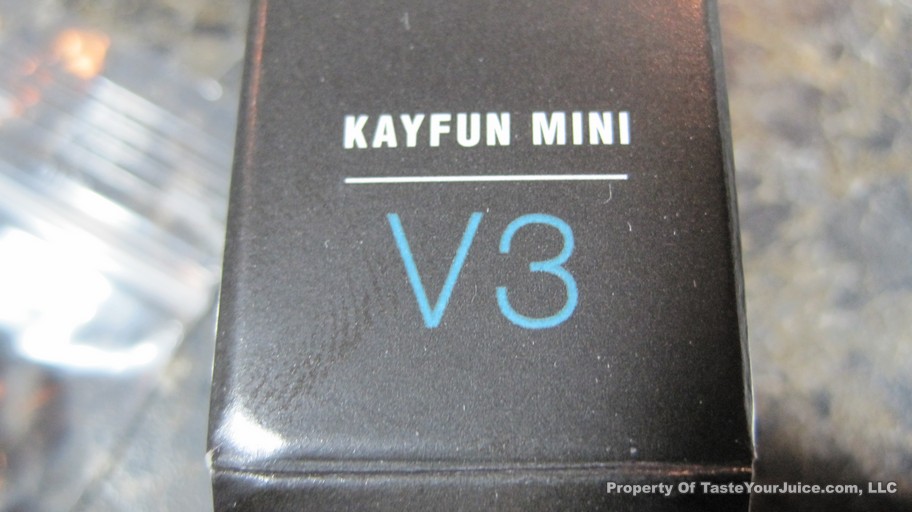 KAYFUN MINI
V3
Property Of TasteYourJuice.com, LLC